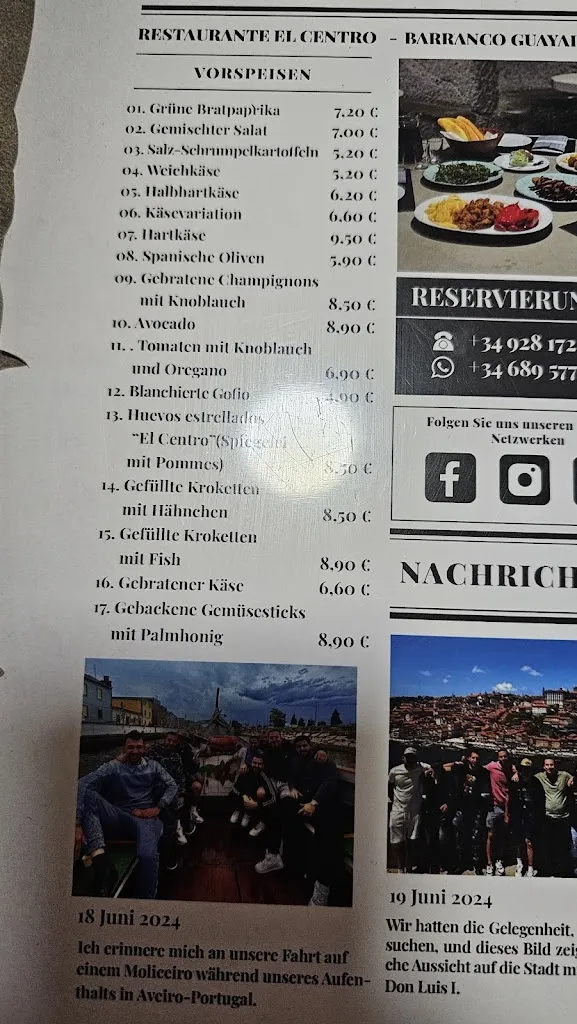 RESTAURANTE EL CENTRO - BARRANCO GUAYA
VORSPEISEN
01. Grüne Bratpaprika 7,20 €
02. Gemischter Salat 7,00 €
03. Salz-Schrumpelkartoffeln 5,20 €
04. Weichkäse 5,20 €
05. Halbhartkäse 6,20 €
06. Käsevariation 6,60 €
07. Hartkäse 9,50 €
08. Spanische Oliven 3,90 €
09. Gebratene Champignons
mit Knoblauch 8,50 €
10. Avocado 8,90 €
11. . Tomaten mit Knoblauch
und Oregano 6,90 €
12. Blanchierte Gofio 4,90 €
13. Huevos estrellados
"El Centro"(Spiegelei
mit Pommes) 8,50 €
14. Gefüllte Kroketten
mit Hähnchen 8,50 €
15. Gefüllte Kroketten
mit Fish 8,90 €
16. Gebratener Käse 6,60 €
17. Gebackene Gemüsesticks
mit Palmhonig 8,90 €
RESERVIERUN
+34 928 172
+34 689 577
Folgen Sie uns unseren
Netzwerken
NACHRICH
18 Juni 2024
Ich erinnere mich an unsere Fahrt auf
einem Moliceiro während unseres Aufen-
thalts in Aveiro-Portugal.
19 Juni 2024
Wir hatten die Gelegenheit,
suchen, und dieses Bild zeig
che Aussicht auf die Stadt m
Don Luis I.